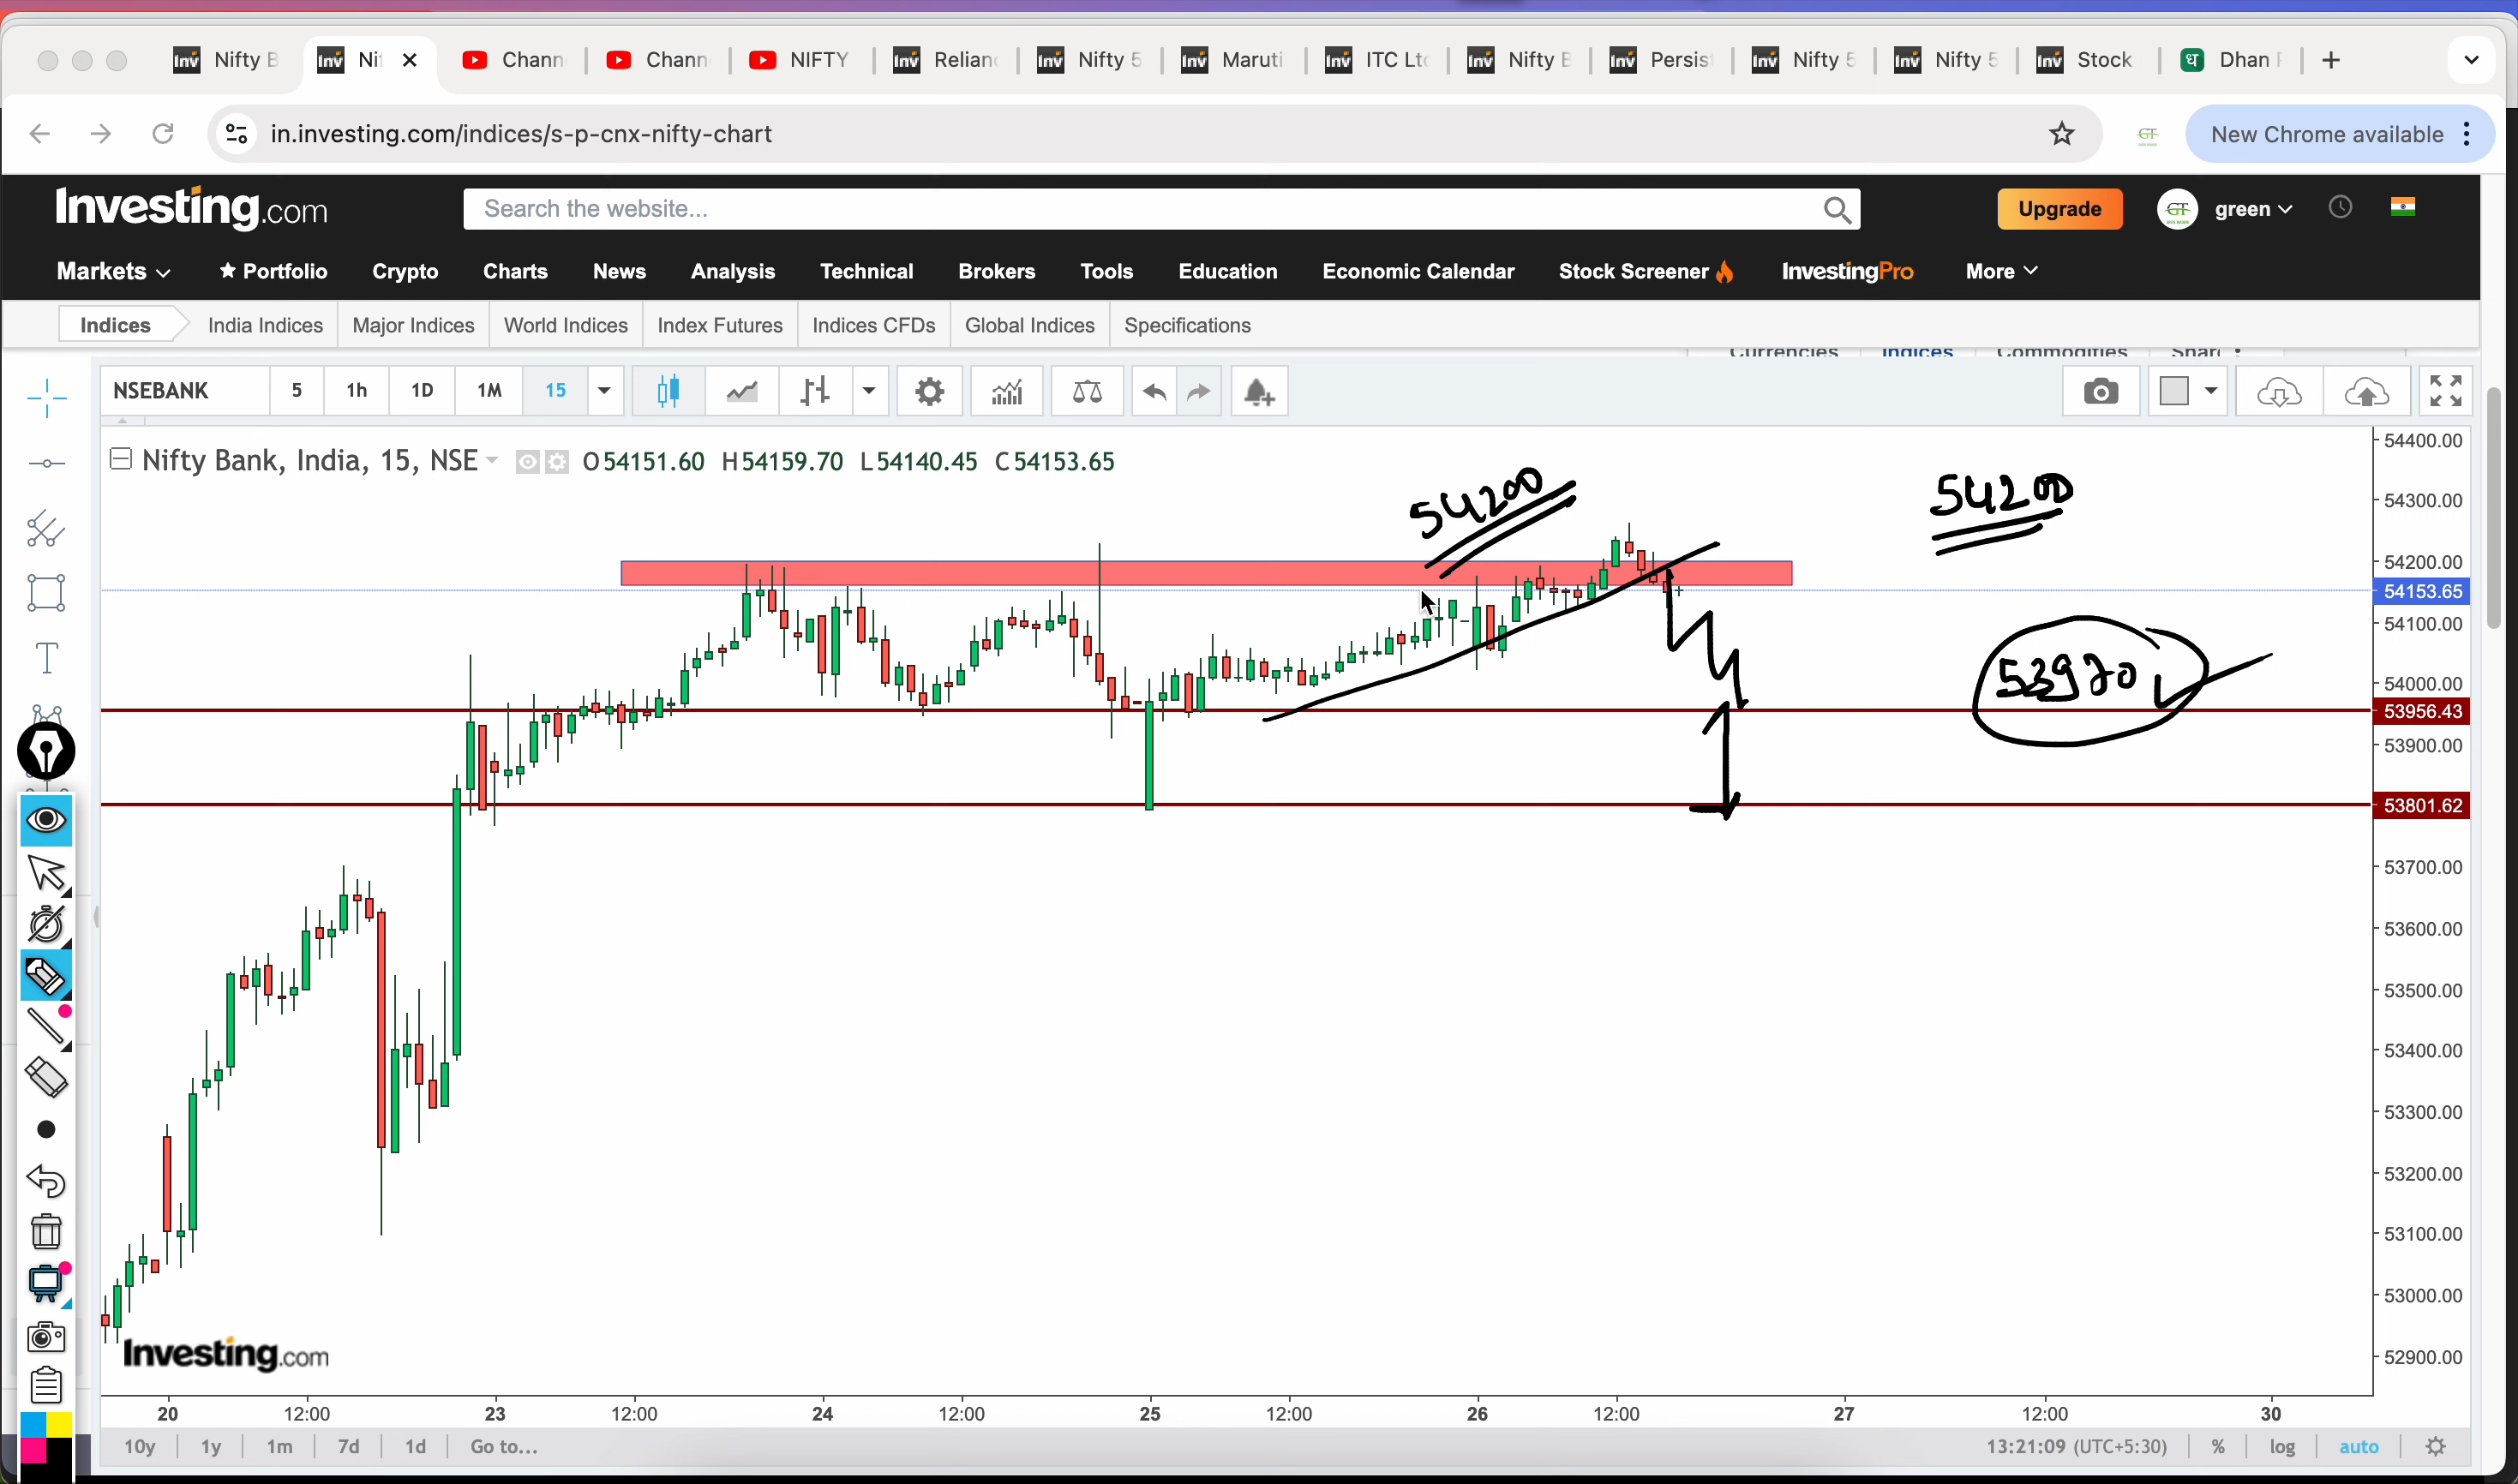 Nifty B
Ni
Chann
Chann
NIFTY
Relian
Nifty 5
Maruti
ITC Lt
Nifty B
Persis
Nifty 5
Nifty 5
Stock
Dhan
in.investing.com/indices/s-p-cnx-nifty-chart
New Chrome available
Investing.com
Search the website...
Upgrade
GT
green
Markets
Portfolio
Crypto
Charts
News
Analysis
Technical
Brokers
Tools
Education
Economic Calendar
Stock Screener
InvestingPro
More
Indices
India Indices
Major Indices
World Indices
Index Futures
Indices CFDs
Global Indices
Specifications
Currencies
Indices
Commodities
NSEBANK
5
1h
1D
1M
15
Nifty Bank, India, 15, NSE
O54151.60 H54159.70 L54140.45 C54153.65
54200
54200
53970
54400.00
54300.00
54200.00
54153.65
54100.00
54000.00
53956.43
53900.00
53801.62
53700.00
53600.00
53500.00
53400.00
53300.00
53200.00
53100.00
53000.00
52900.00
Investing.com
20
12:00
23
12:00
24
12:00
25
12:00
26
12:00
27
12:00
30
10y
1y
1m
7d
1d
Go to...
13:21:09 (UTC+5:30)
%
log
auto